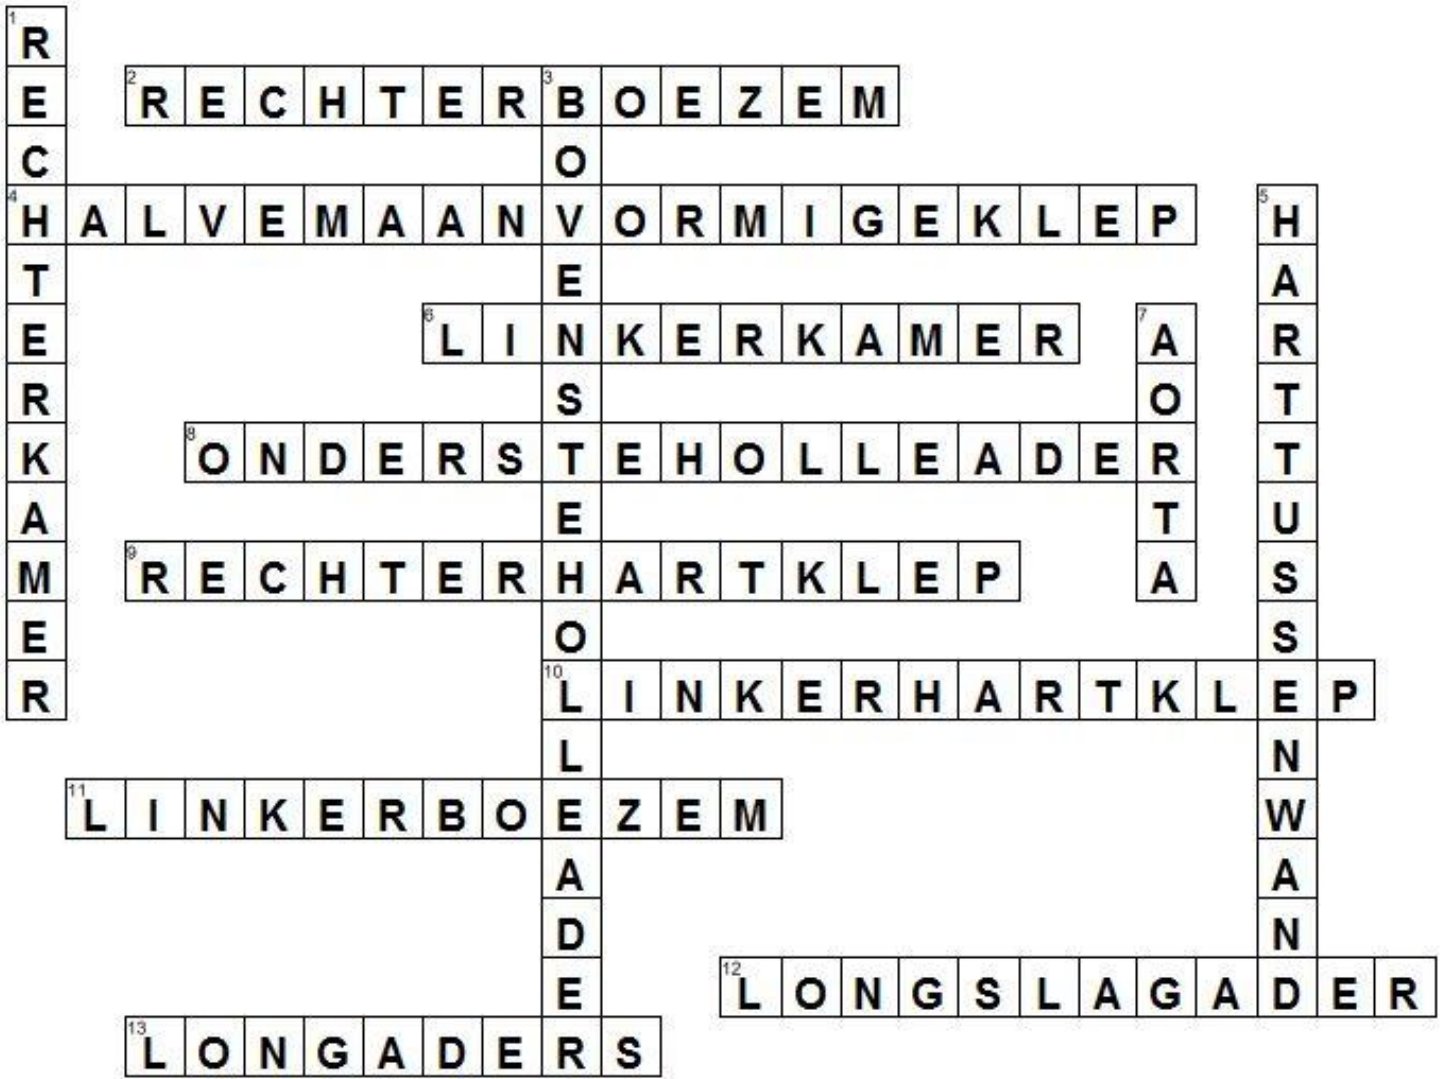 1 RECHTERKAMER
2 RECHTERBOEZEM
3 BOVENSTEHOLLEADER
4 HALVEMAANVORMIGEKLEP
5 HARTTUSSENWAND
6 LINKERKAMER
7 AORTA
8 ONDERSTEHOLLEADER
9 RECHTERHARTKLEP
10 LINKERHARTKLEP
11 LINKERBOEZEM
12 LONGSLAGADER
13 LONGADERS